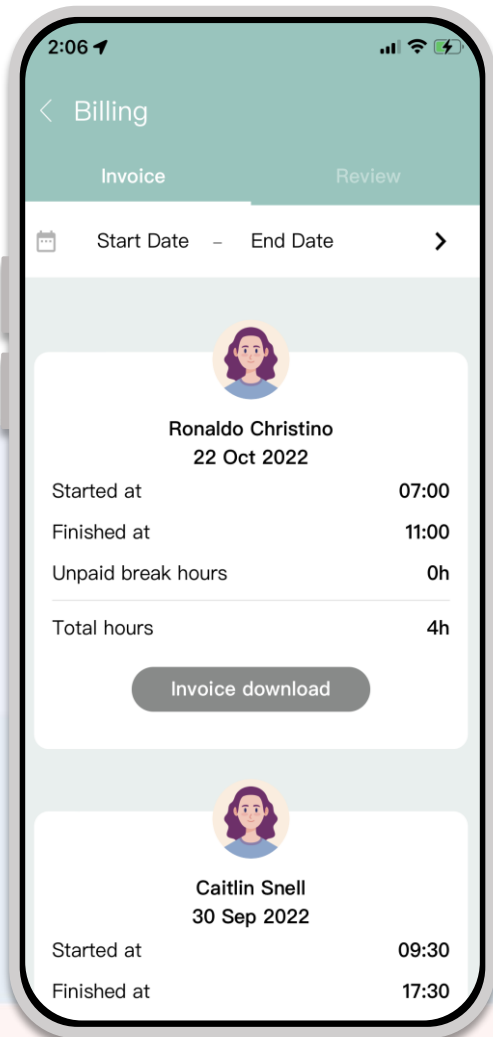 2:06
Billing
Invoice Review
Start Date – End Date
Ronaldo Christino
22 Oct 2022
Started at 07:00
Finished at 11:00
Unpaid break hours 0h
Total hours 4h
Invoice download
Caitlin Snell
30 Sep 2022
Started at 09:30
Finished at 17:30